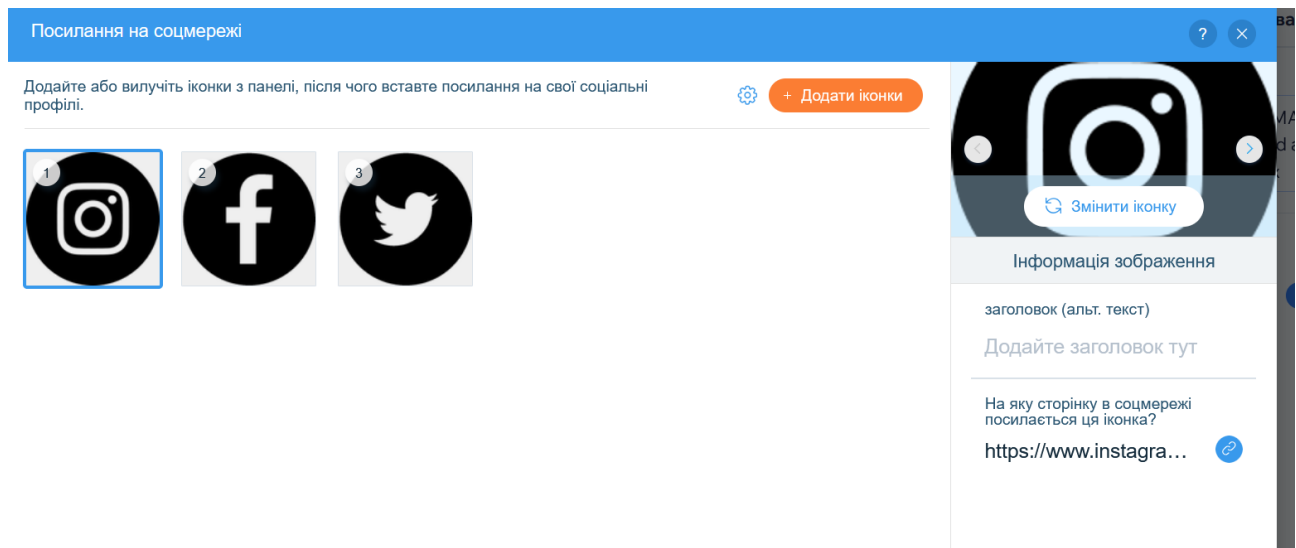 Посилання на соцмережі
?
Додайте або вилучіть іконки з панелі, після чого вставте посилання на свої соціальні
профілі.
+ Додати іконки
1
2
3
Змінити іконку
Інформація зображення
заголовок (альт. текст)
Додайте заголовок тут
На яку сторінку в соцмережі
посилається ця іконка?
https://www.instagra...